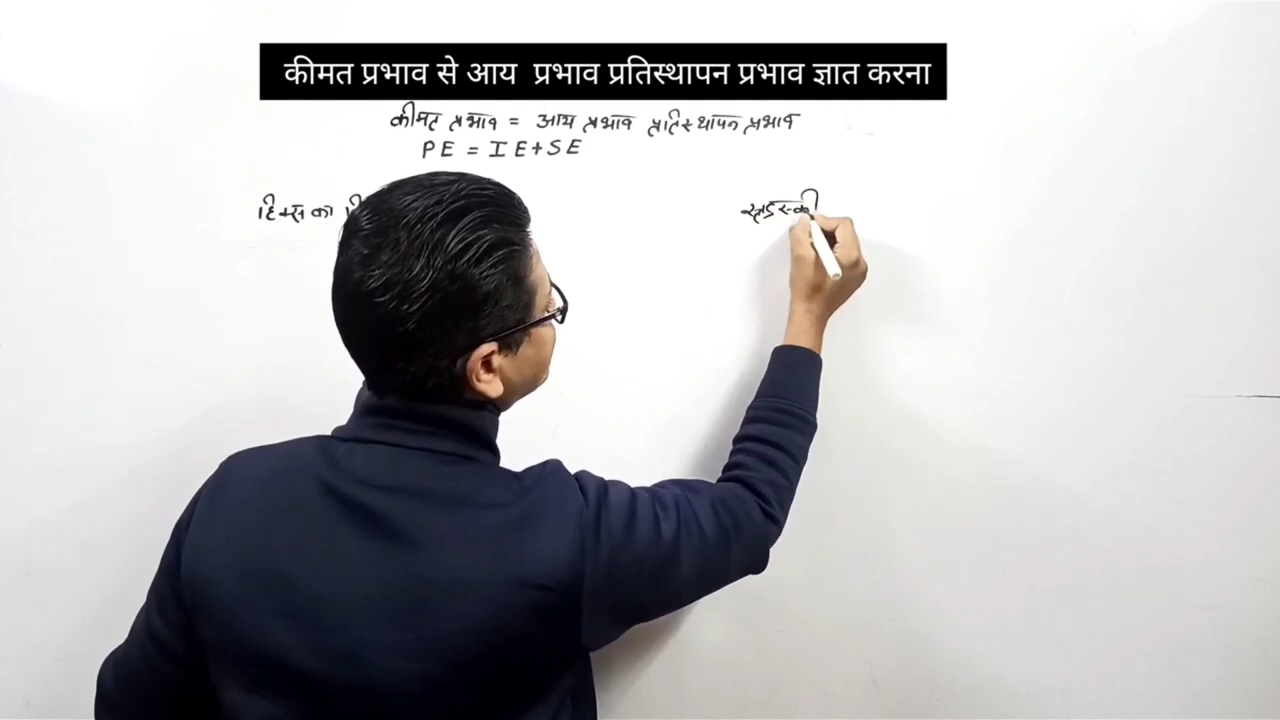 कीमत प्रभाव से आय प्रभाव प्रतिस्थापन प्रभाव ज्ञात करना
कीमत प्रभाव = आय प्रभाव प्रतिस्थापन प्रभाव
PE = IE+SE
हिक्स का